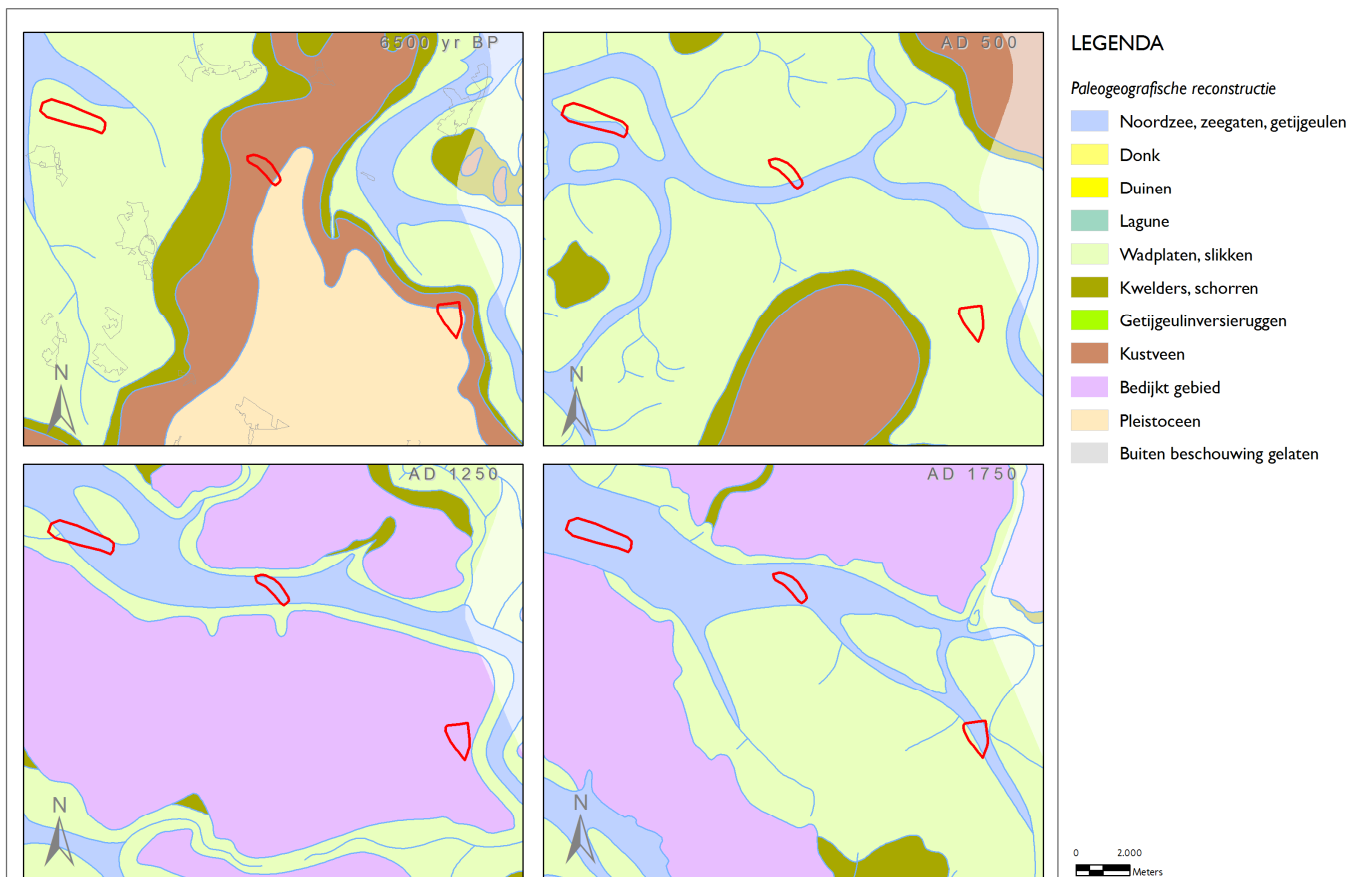 6500 yr BP
AD 500
N
N
AD 1250
AD 1750
N
N
LEGENDA
Paleogeografische reconstructie
Noordzee, zeegaten, getijgeulen
Donk
Duinen
Lagune
Wadplaten, slikken
Kwelders, schorren
Getijgeulinversieruggen
Kustveen
Bedijkt gebied
Pleistoceen
Buiten beschouwing gelaten
0 2.000
Meters